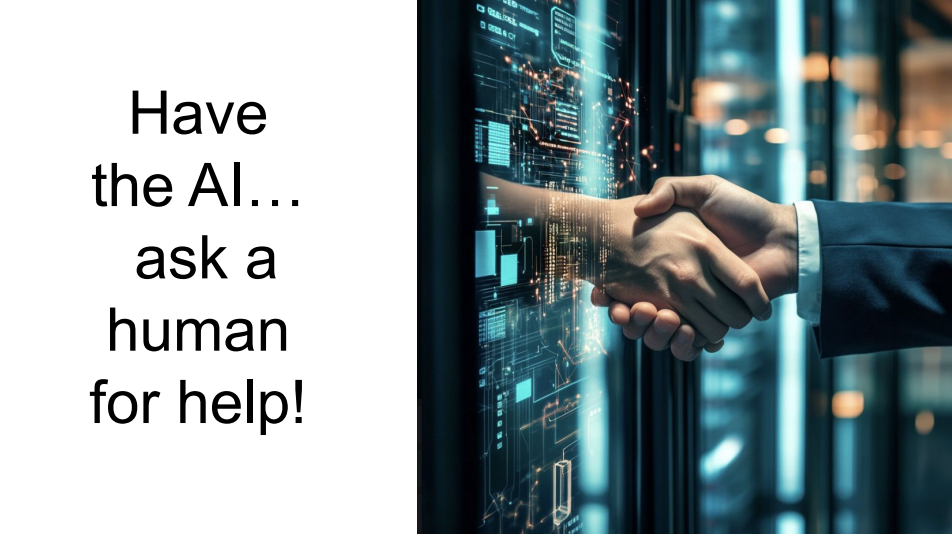 Have
the AI…
ask a
human
for help!